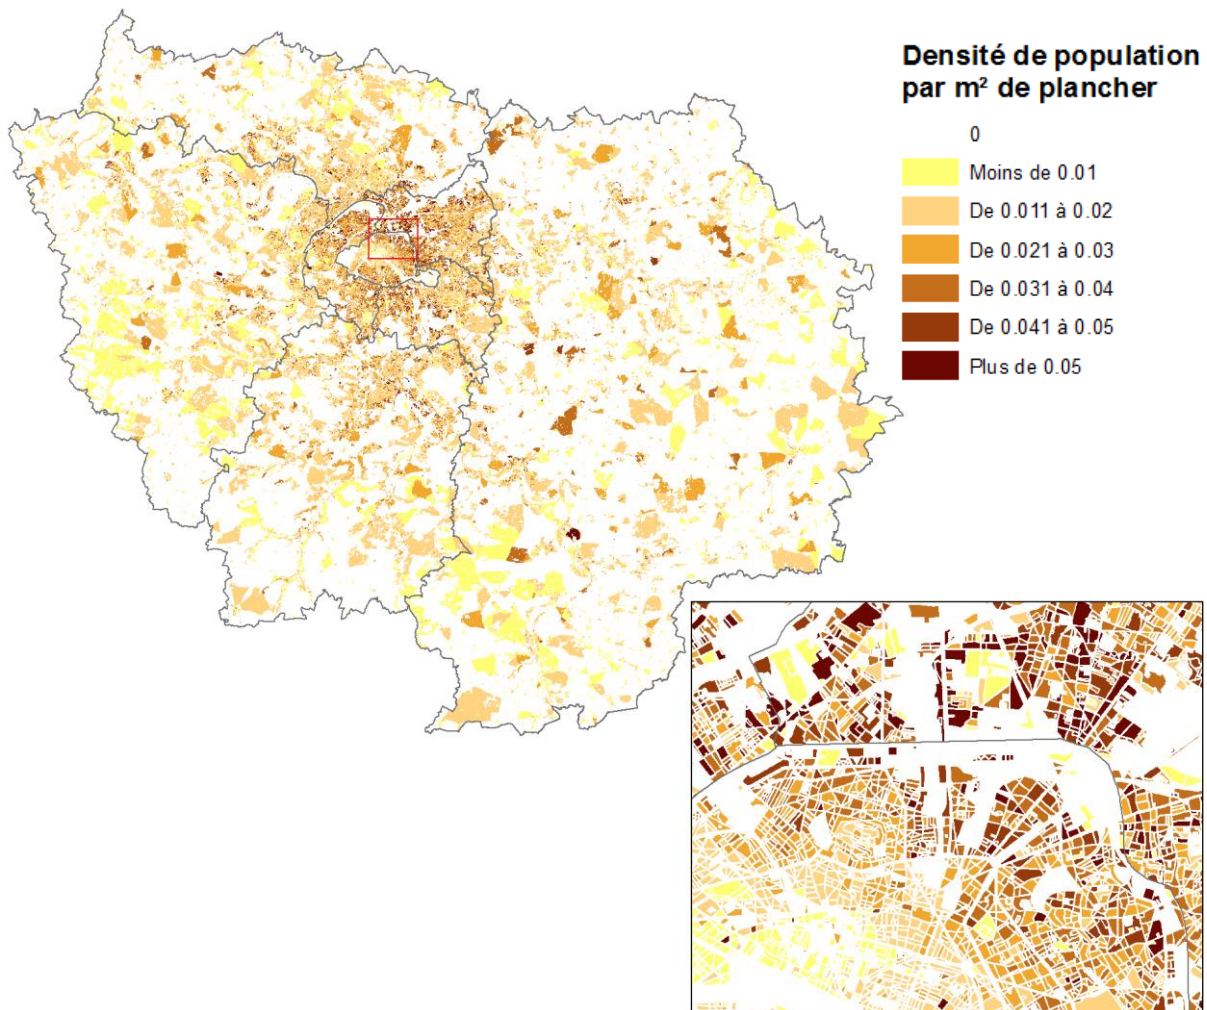 Densité de population
par m² de plancher
0
Moins de 0.01
De 0.011 à 0.02
De 0.021 à 0.03
De 0.031 à 0.04
De 0.041 à 0.05
Plus de 0.05